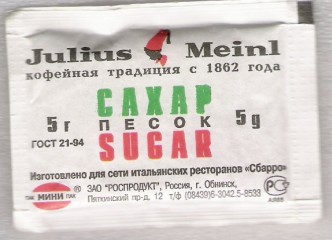 Julius Meinl
кофейная традиция с 1862 года
САХАР
5 г ПЕСОК 5 g
ГОСТ 21-94 SUGAR
Изготовлено для сети итальянских ресторанов «Сбарро»
ЗАО "РОСПРОДУКТ", Россия, г. Обнинск,
МИНИ Пяткинский пр-д, 12 т/ф (08439)6-3042.5-8533